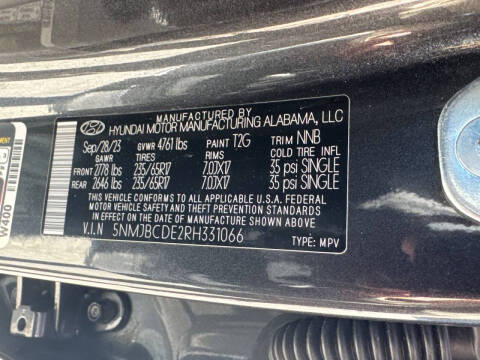 MANUFACTURED BY
HYUNDAI MOTOR MANUFACTURING ALABAMA, LLC
Sep/28/23 GVWR 4761 lbs PAINT T2G TRIM NNB
GAWR TIRES RIMS COLD TIRE INFL
FRONT 2778 lbs 235/65R17 7.0JX17 35 psi SINGLE
REAR 2646 lbs 235/65R17 7.0JX17 35 psi SINGLE
THIS VEHICLE CONFORMS TO ALL APPLICABLE U.S.A. FEDERAL
MOTOR VEHICLE SAFETY AND THEFT PREVENTION STANDARDS
IN EFFECT ON THE DATE OF MANUFACTURE SHOWN ABOVE.
V.I.N 5NMJBCDE2RH331066 TYPE: MPV
W400